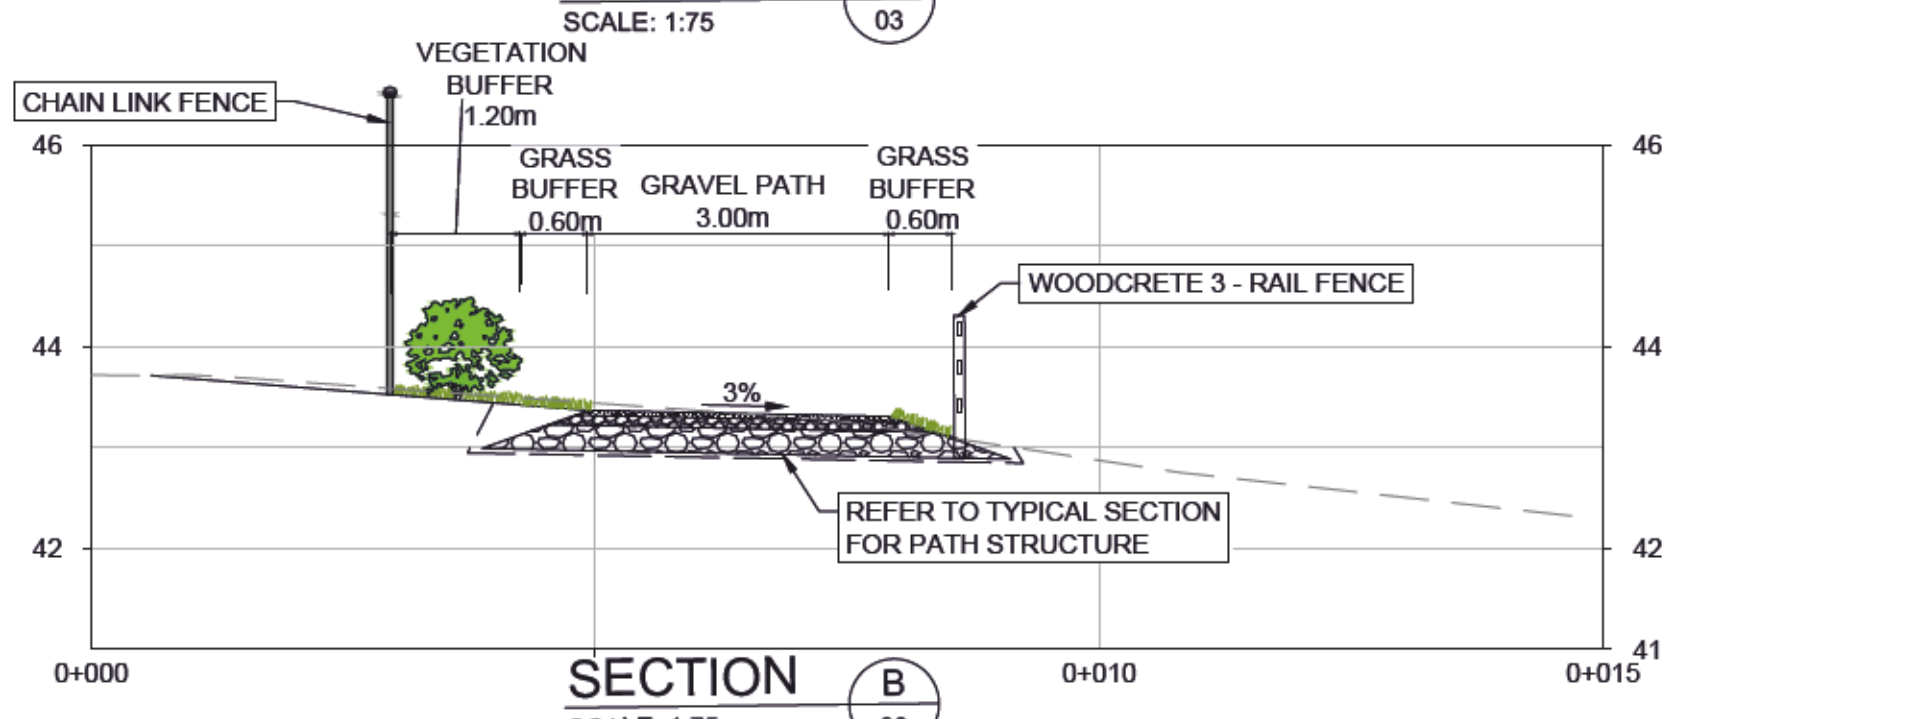 SCALE: 1:75
03
VEGETATION
BUFFER
1.20m
CHAIN LINK FENCE
46
46
GRASS
BUFFER
0.60m
GRAVEL PATH
3.00m
GRASS
BUFFER
0.60m
WOODCRETE 3 - RAIL FENCE
44
44
3%
REFER TO TYPICAL SECTION
FOR PATH STRUCTURE
42
42
41
0+000
0+010
0+015
SECTION
B